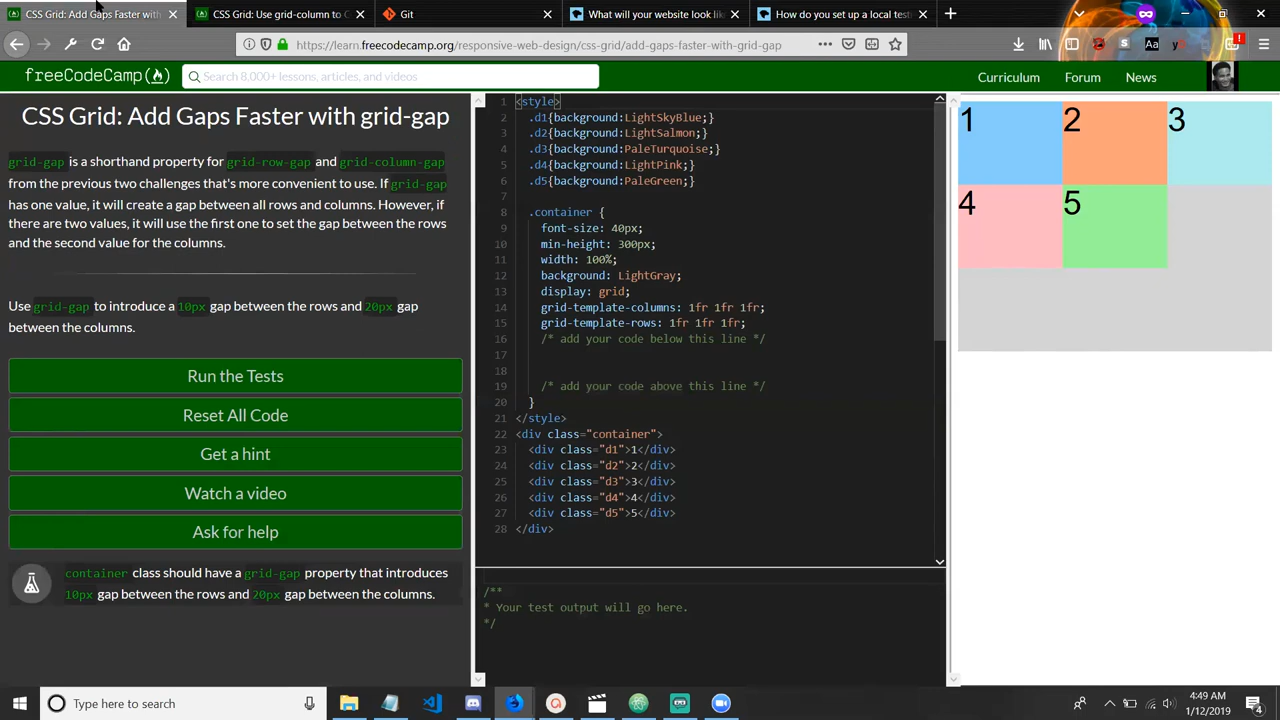 CSS Grid: Add Gaps Faster with
CSS Grid: Use grid-column to C
Git
What will your website look lik
How do you set up a local testi
https://learn.freecodecamp.org/responsive-web-design/css-grid/add-gaps-faster-with-grid-gap
freeCodeCamp
Search 8,000+ lessons, articles, and videos
Curriculum
Forum
News
CSS Grid: Add Gaps Faster with grid-gap
grid-gap is a shorthand property for grid-row-gap and grid-column-gap
from the previous two challenges that's more convenient to use. If grid-gap
has one value, it will create a gap between all rows and columns. However, if
there are two values, it will use the first one to set the gap between the rows
and the second value for the columns.
Use grid-gap to introduce a 10px gap between the rows and 20px gap
between the columns.
Run the Tests
Reset All Code
Get a hint
Watch a video
Ask for help
container class should have a grid-gap property that introduces
10px gap between the rows and 20px gap between the columns.
1 <style>
2 .d1{background:LightSkyBlue;}
3 .d2{background:LightSalmon;}
4 .d3{background:PaleTurquoise;}
5 .d4{background:LightPink;}
6 .d5{background:PaleGreen;}
7
8 .container {
9 font-size: 40px;
10 min-height: 300px;
11 width: 100%;
12 background: LightGray;
13 display: grid;
14 grid-template-columns: 1fr 1fr 1fr;
15 grid-template-rows: 1fr 1fr 1fr;
16 /* add your code below this line */
17
18
19 /* add your code above this line */
20 }
21 </style>
22 <div class="container">
23 <div class="d1">1</div>
24 <div class="d2">2</div>
25 <div class="d3">3</div>
26 <div class="d4">4</div>
27 <div class="d5">5</div>
28 </div>
/**
* Your test output will go here.
*/
1 2 3
4 5
Type here to search
4:49 AM
1/12/2019
4